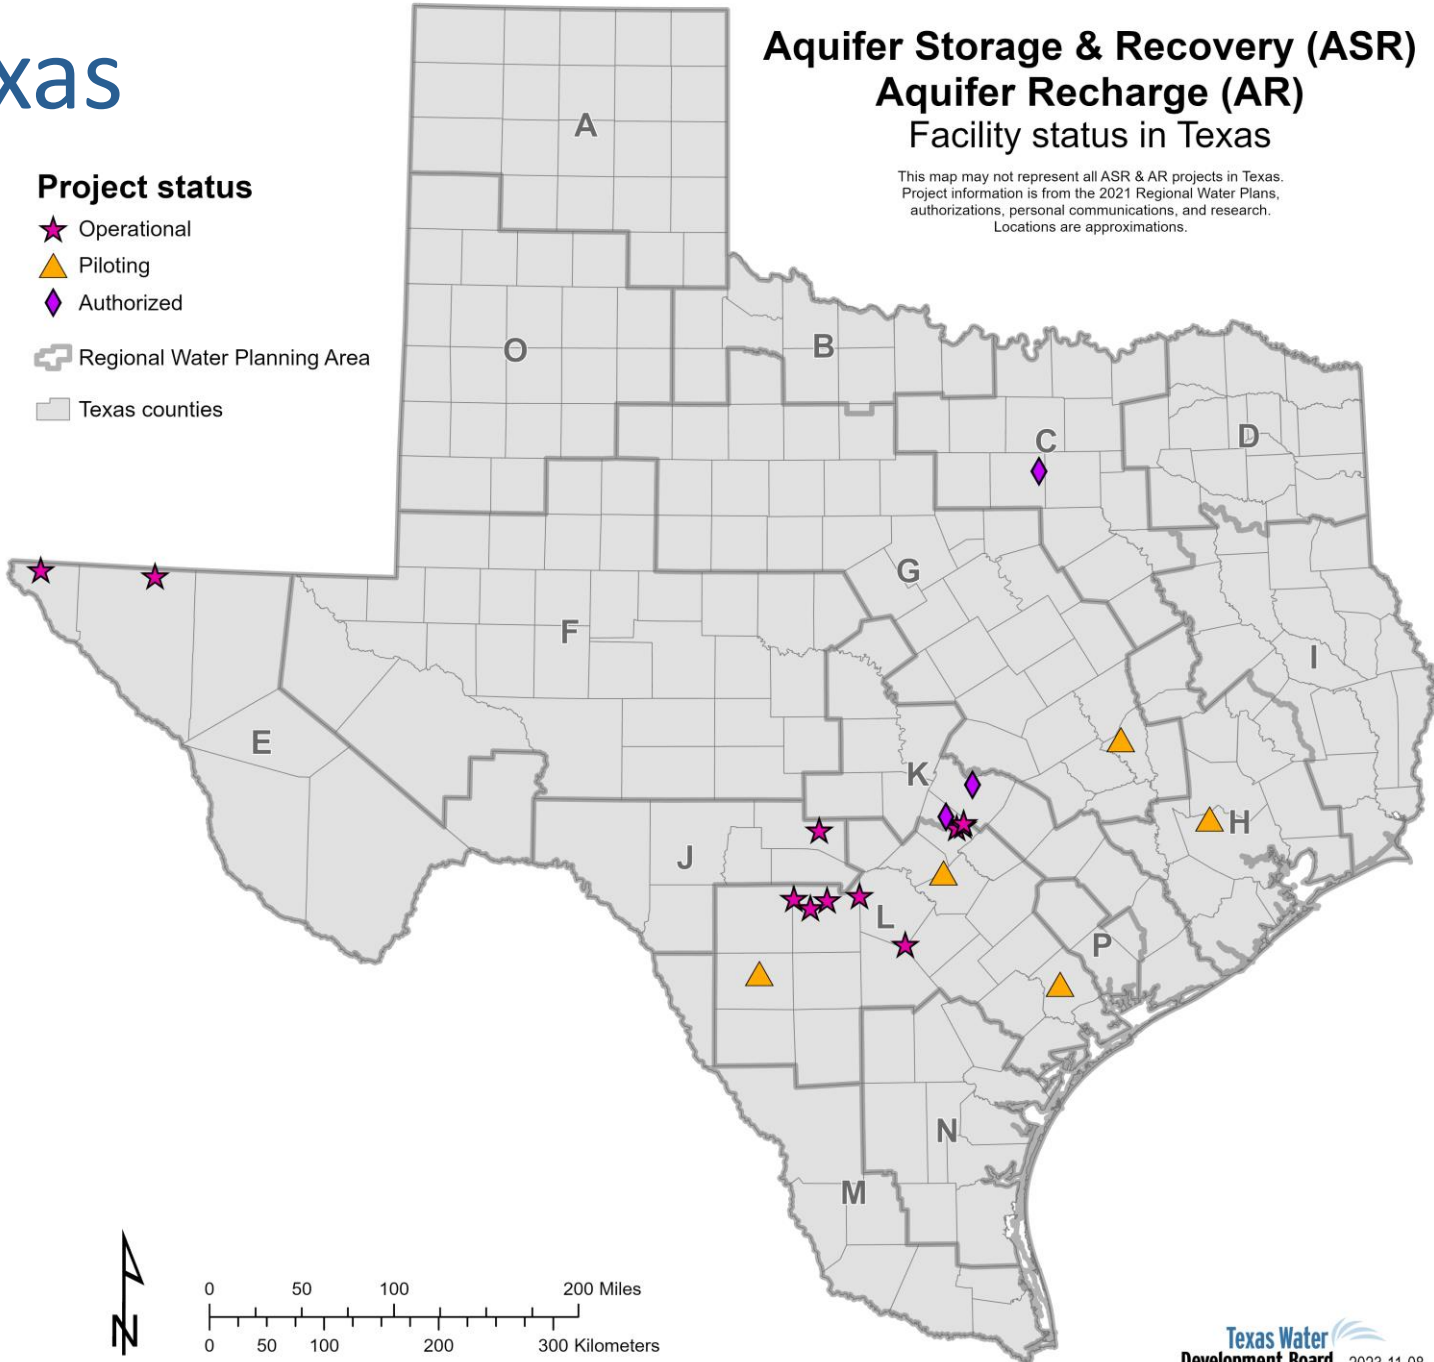 xas
Aquifer Storage & Recovery (ASR)
Aquifer Recharge (AR)
Facility status in Texas
This map may not represent all ASR & AR projects in Texas.
Project information is from the 2021 Regional Water Plans,
authorizations, personal communications, and research.
Locations are approximations.
Project status
Operational
Piloting
Authorized
Regional Water Planning Area
Texas counties
A
O
B
C
D
G
F
I
E
K
H
J
L
P
N
M
N
0 50 100 200 Miles
0 50 100 200 300 Kilometers
Texas Water
Development Board 2023-11-08